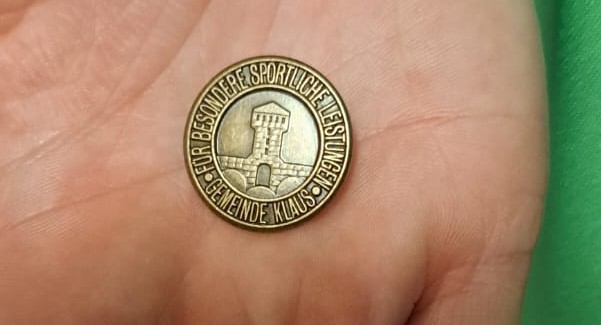 • FÜR BESONDERE SPORTLICHE LEISTUNGEN •
GEMEINDE KLAUS